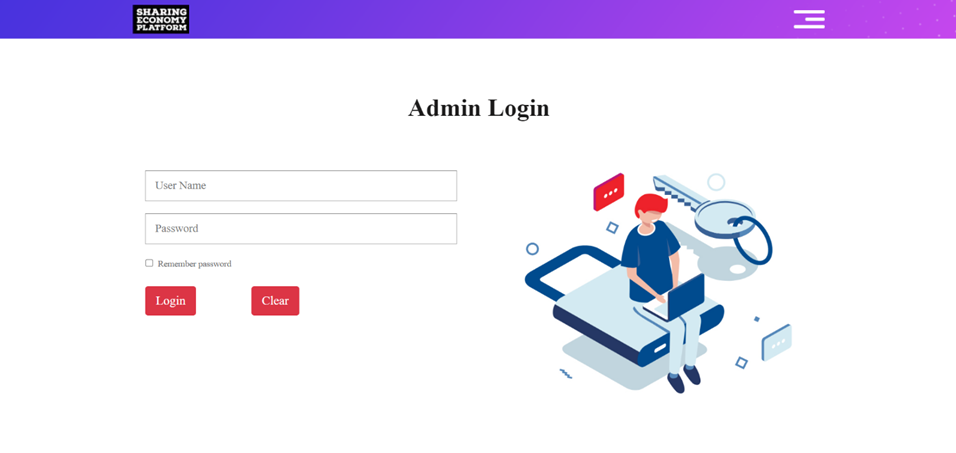 SHARING
ECONOMY
PLATFORM
Admin Login
User Name
Password
Remember password
Login
Clear